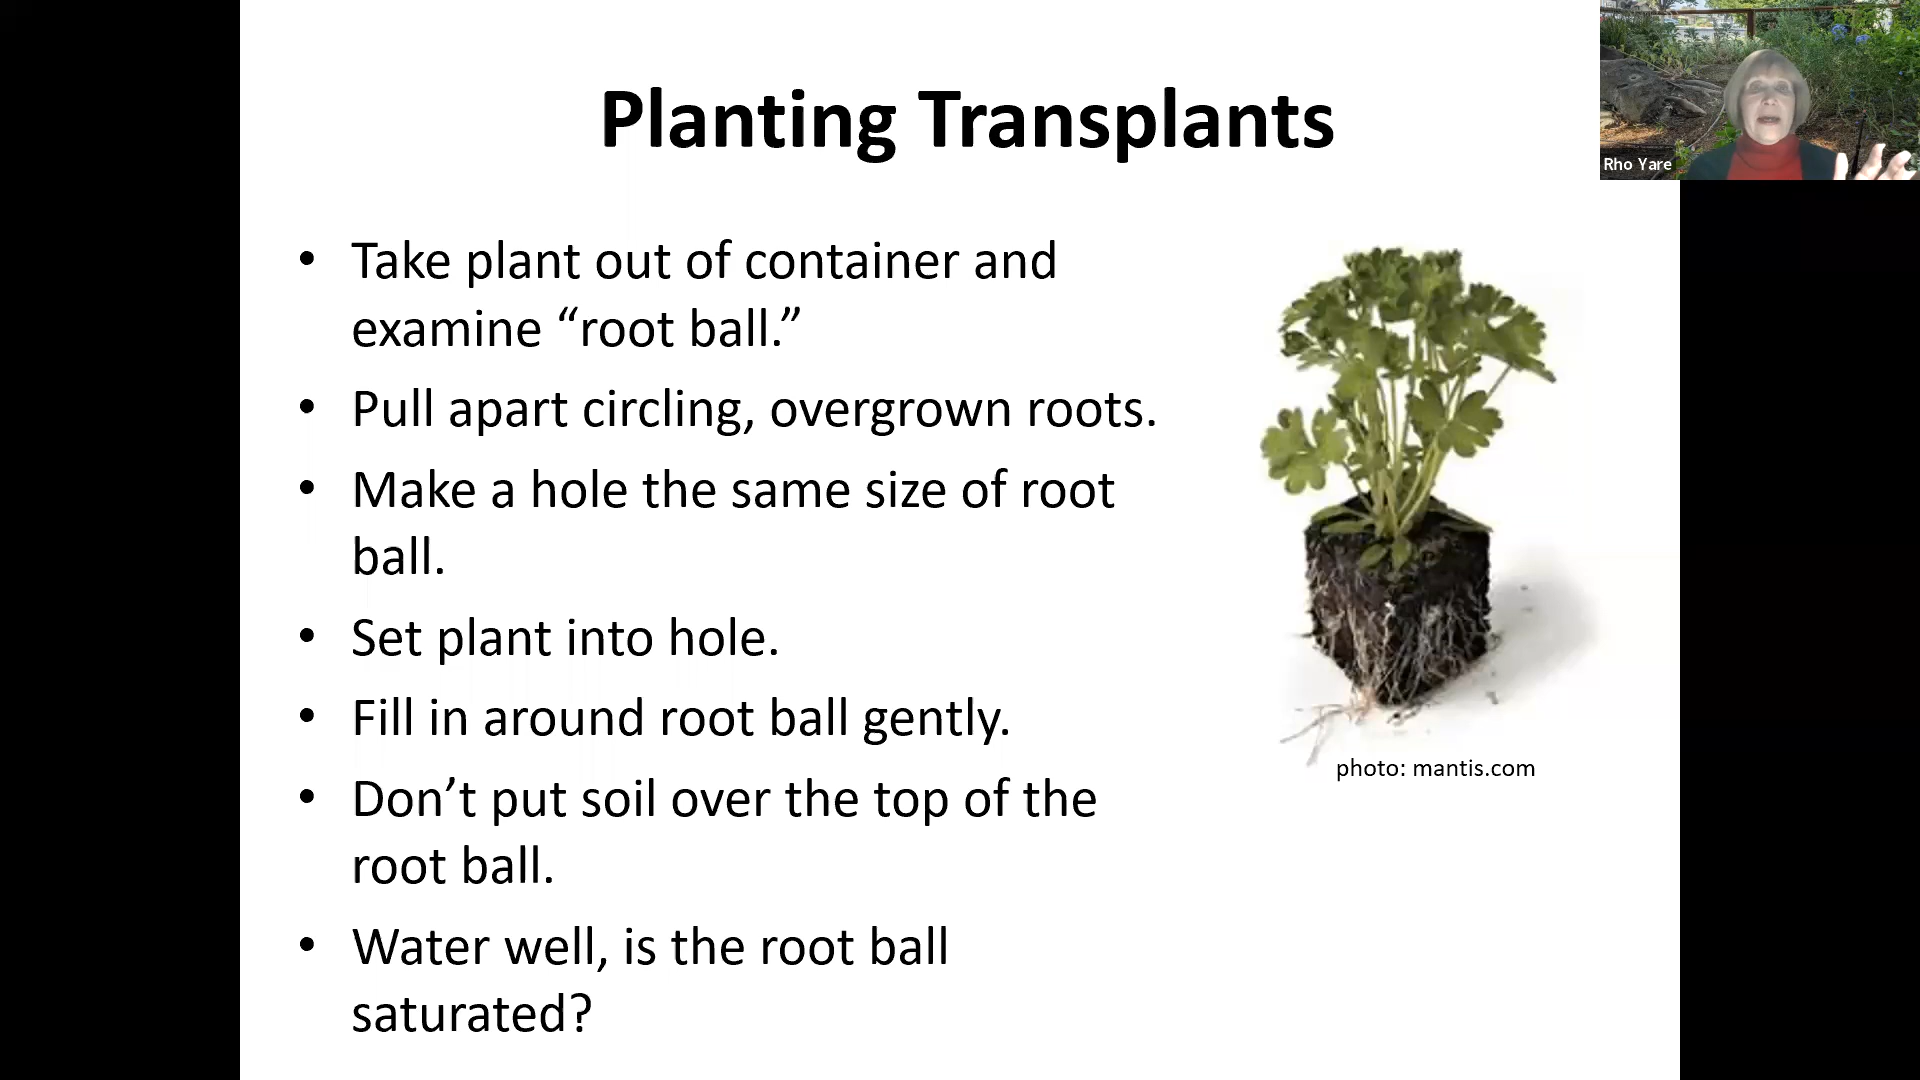 Planting Transplants
Rho Yare
• Take plant out of container and
examine “root ball.”
• Pull apart circling, overgrown roots.
• Make a hole the same size of root
ball.
• Set plant into hole.
• Fill in around root ball gently.
• Don’t put soil over the top of the
root ball.
• Water well, is the root ball
saturated?
photo: mantis.com